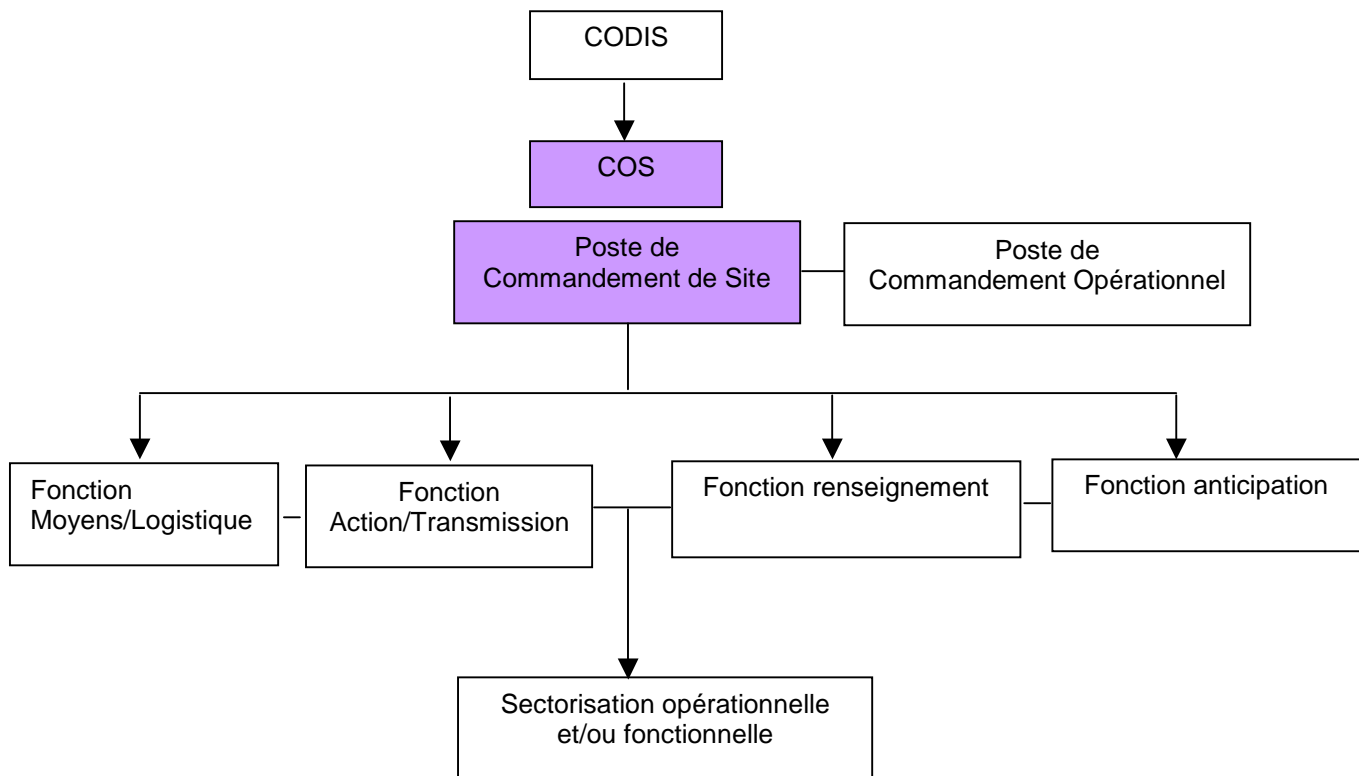 CODIS
COS
Poste de
Commandement de Site
Poste de
Commandement Opérationnel
Fonction
Moyens/Logistique
Fonction
Action/Transmission
Fonction renseignement
Fonction anticipation
Sectorisation opérationnelle
et/ou fonctionnelle